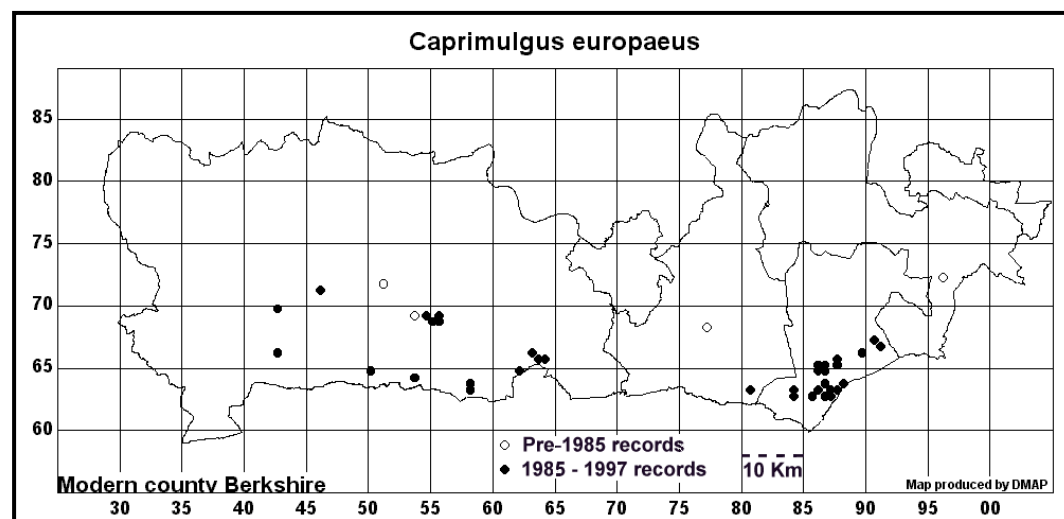 Caprimulgus europaeus
85
80
75
70
65
60
Pre-1985 records
1985 - 1997 records
10 Km
Modern county Berkshire
Map produced by DMAP
30 35 40 45 50 55 60 65 70 75 80 85 90 95 00